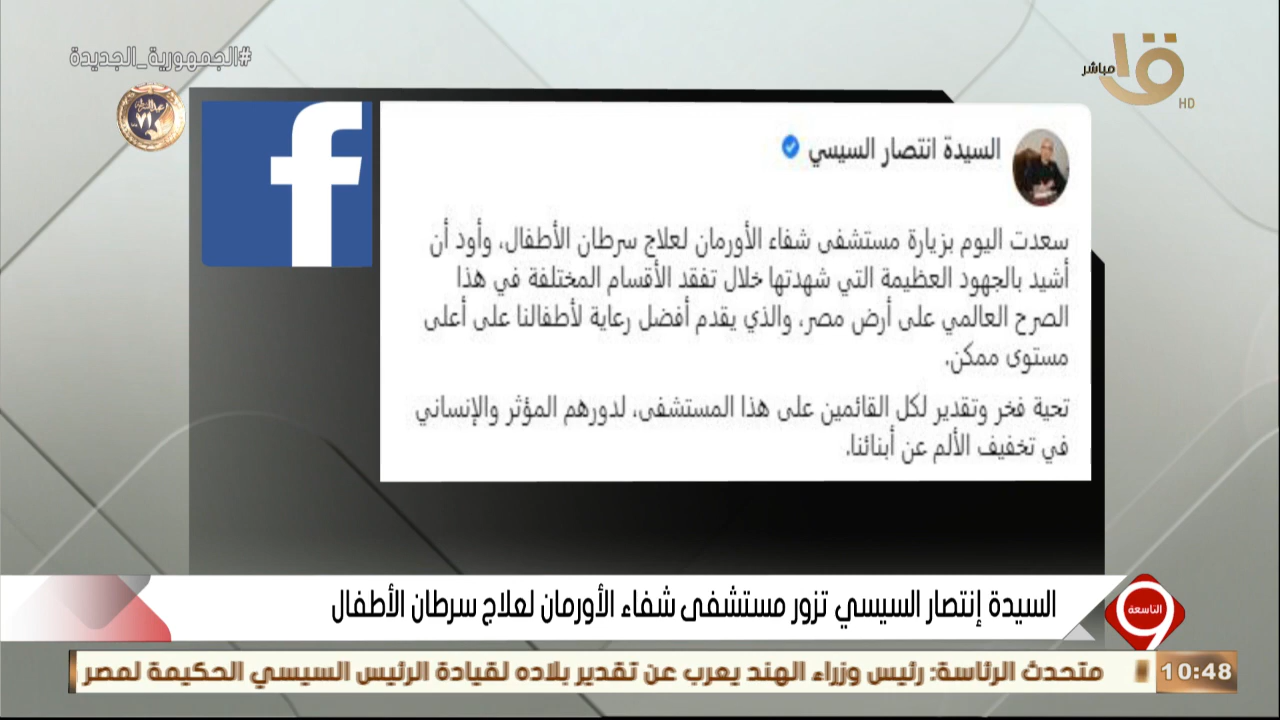 #الجمهورية_الجديدة
مباشر
HD
السيدة انتصار السيسي
سعدت اليوم بزيارة مستشفى شفاء الأورمان لعلاج سرطان الأطفال، وأود أن
أشيد بالجهود العظيمة التي شهدتها خلال تفقد الأقسام المختلفة في هذا
الصرح العالمي على أرض مصر، والذي يقدم أفضل رعاية لأطفالنا على أعلى
مستوى ممكن.
تحية فخر وتقدير لكل القائمين على هذا المستشفى، لدورهم المؤثر والإنساني
في تخفيف الألم عن أبنائنا.
التاسعة
السيدة إنتصار السيسي تزور مستشفى شفاء الأورمان لعلاج سرطان الأطفال
10:48
متحدث الرئاسة: رئيس وزراء الهند يعرب عن تقدير بلاده لقيادة الرئيس السيسي الحكيمة لمصر